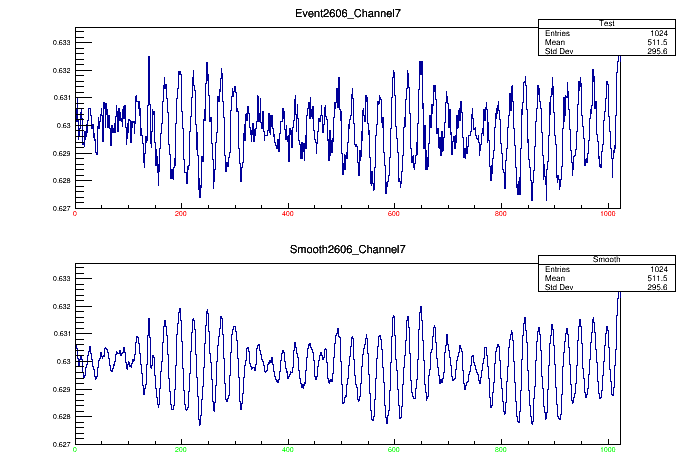 Event2606_Channel7
Test
Entries 1024
Mean 511.5
Std Dev 295.6
0.633
0.632
0.631
0.63
0.629
0.628
0.627
0 200 400 600 800 1000
Smooth2606_Channel7
Smooth
Entries 1024
Mean 511.5
Std Dev 295.6
0.633
0.632
0.631
0.63
0.629
0.628
0.627
0 200 400 600 800 1000